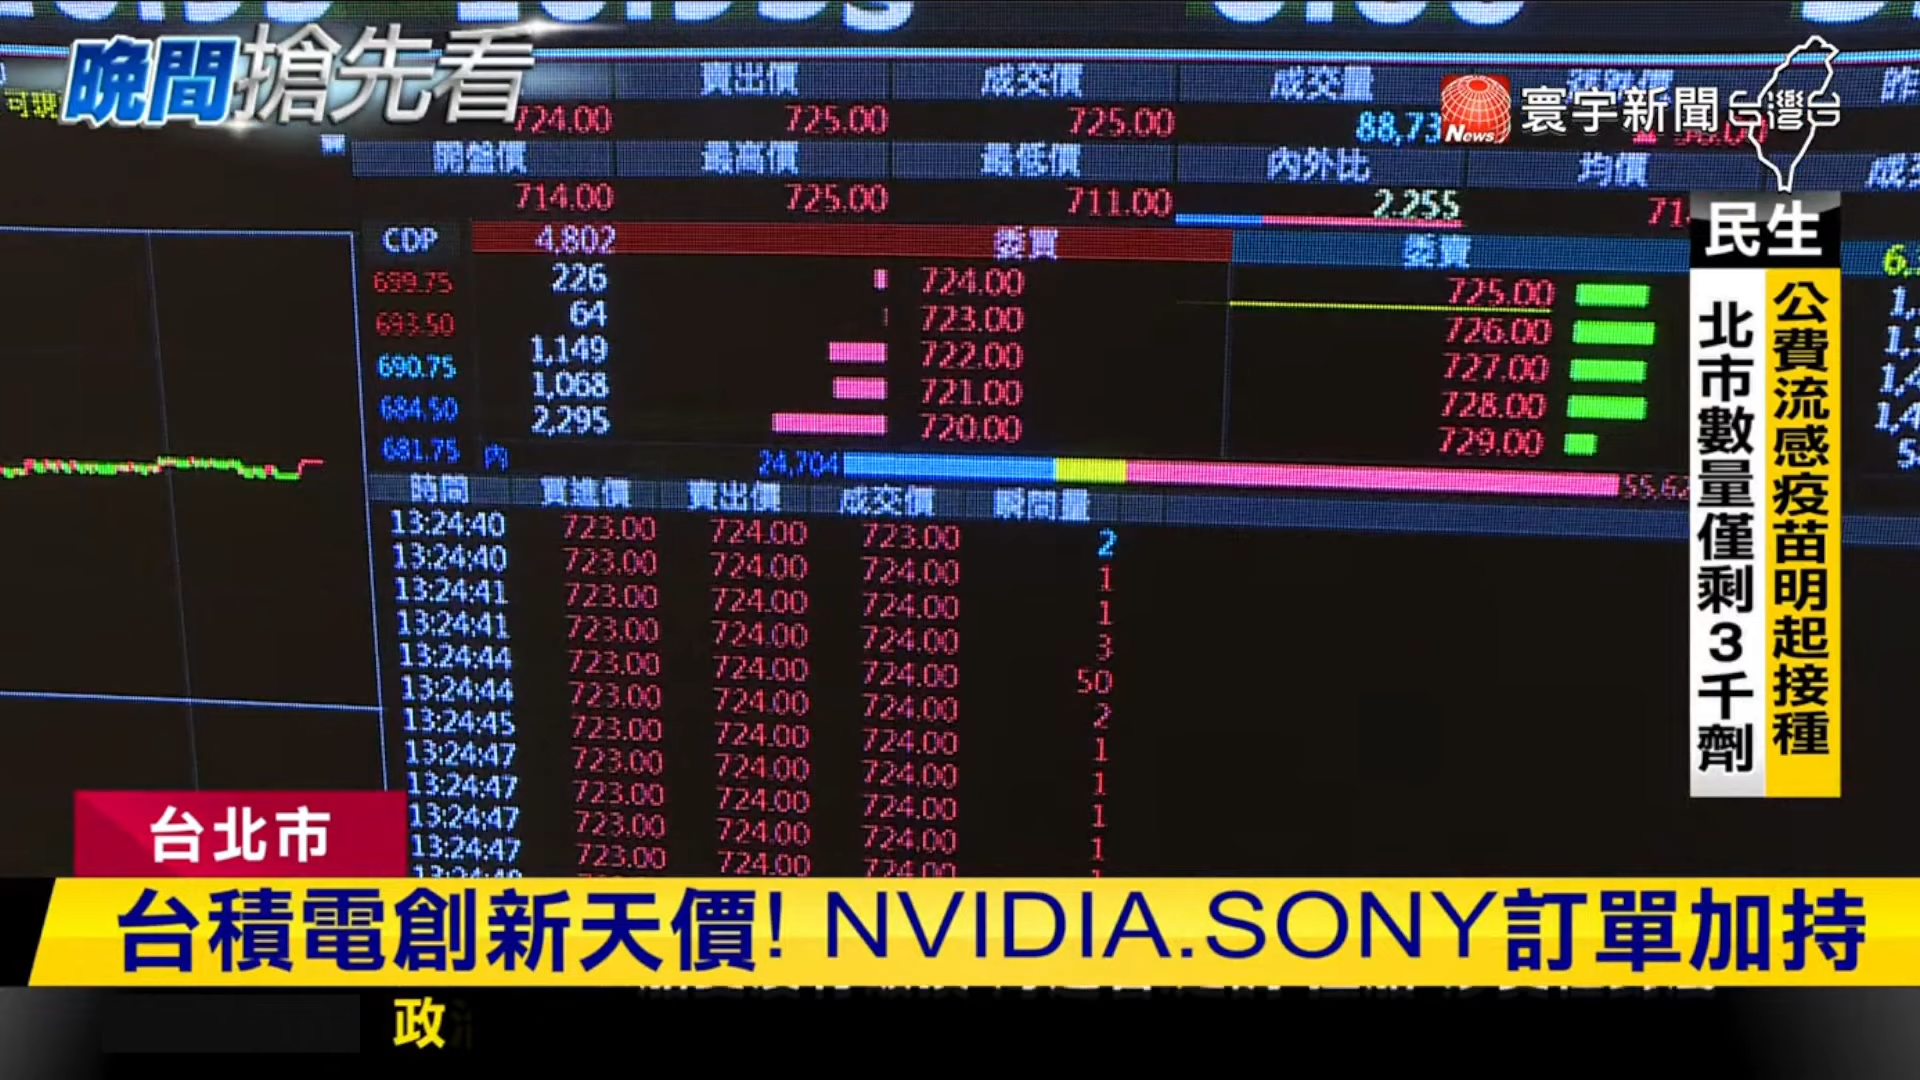 晚間搶先看
賣出價 成交價 成交量
724.00 725.00 725.00 88,73
News 寰宇新聞 台灣台
開盤價 最高價 最低價 內外比 均價
714.00 725.00 711.00 2.255 71
CDP 4,802 委買 委賣
699.75 226 724.00 725.00
693.50 64 723.00 726.00
690.75 1,149 722.00 727.00
684.50 1,068 721.00 728.00
681.75 2,295 720.00 729.00
內 24,704 55,62
時間 買進價 賣出價 成交價 瞬間量
13:24:40 723.00 724.00 723.00 2
13:24:40 723.00 724.00 724.00 1
13:24:41 723.00 724.00 724.00 1
13:24:41 723.00 724.00 724.00 3
13:24:44 723.00 724.00 724.00 50
13:24:44 723.00 724.00 724.00 2
13:24:45 723.00 724.00 724.00 1
13:24:47 723.00 724.00 724.00 1
13:24:47 723.00 724.00 724.00 1
13:24:47 723.00 724.00 724.00 1
13:24:47 723.00 724.00 724.00
民生
公費流感疫苗明起接種
北市數量僅剩3千劑
台北市
台積電創新天價! NVIDIA.SONY訂單加持
政